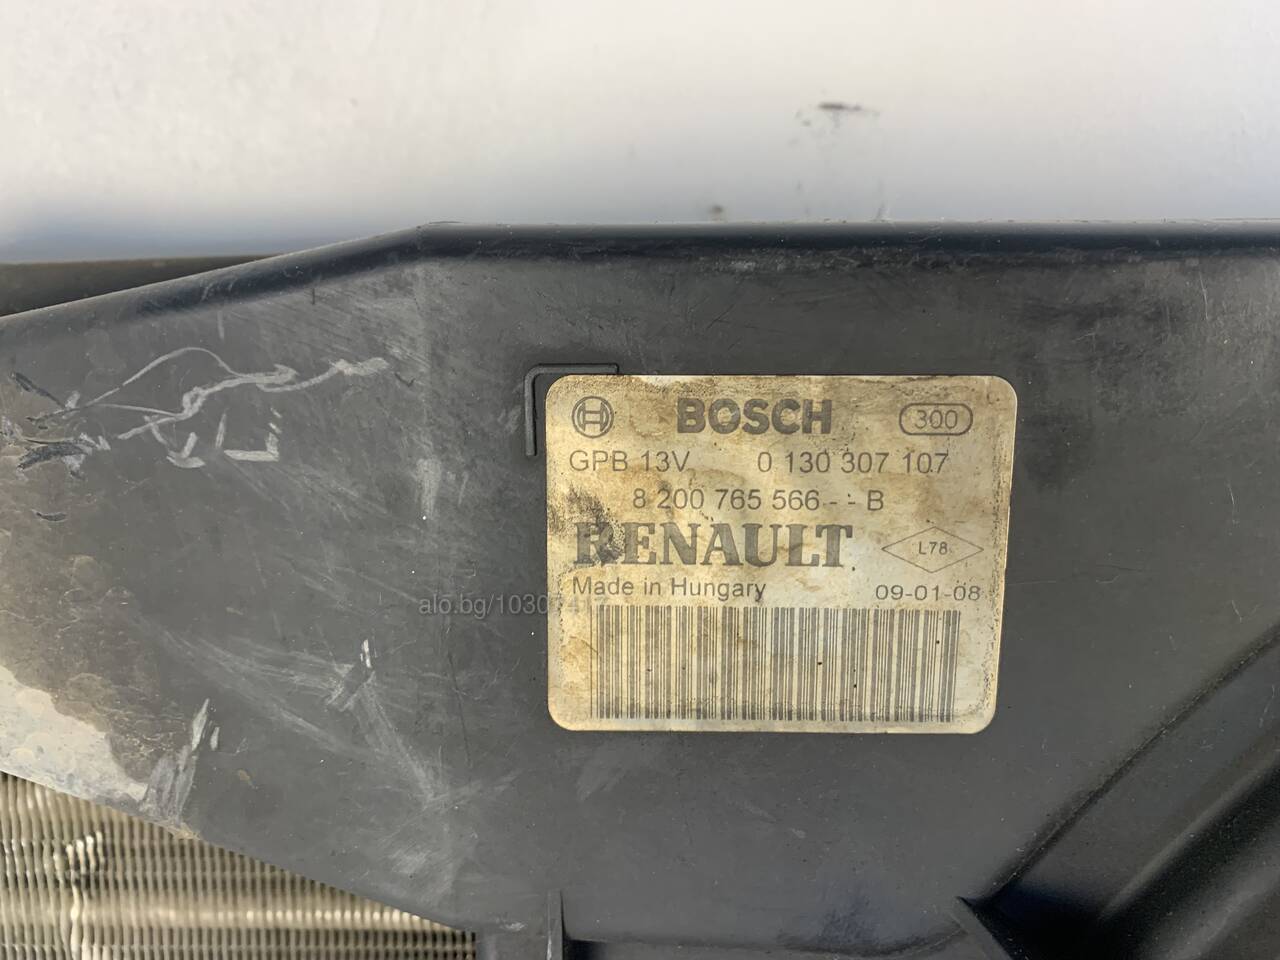 BOSCH 300
GPB 13V 0 130 307 107
8 200 765 566 - - B
RENAULT L78
Made in Hungary 09-01-08
alo.bg/10307417